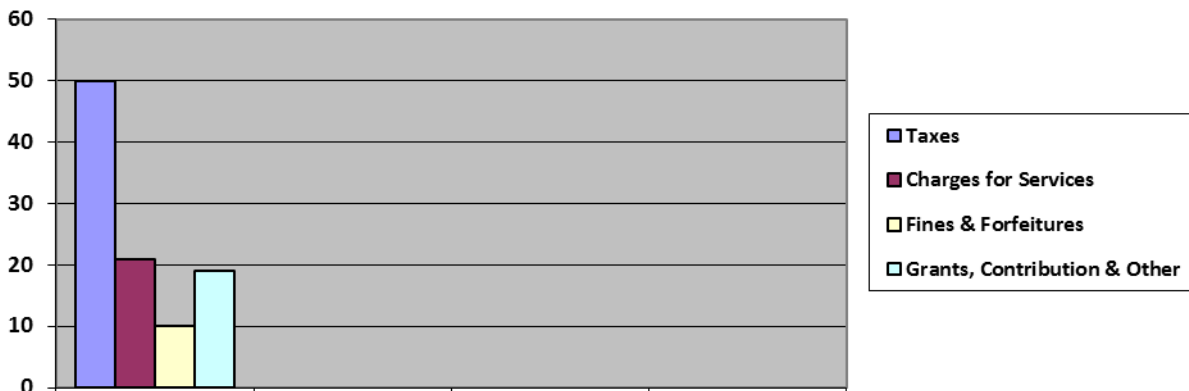 60
50
40
30
20
10
0
Taxes
Charges for Services
Fines & Forfeitures
Grants, Contribution & Other